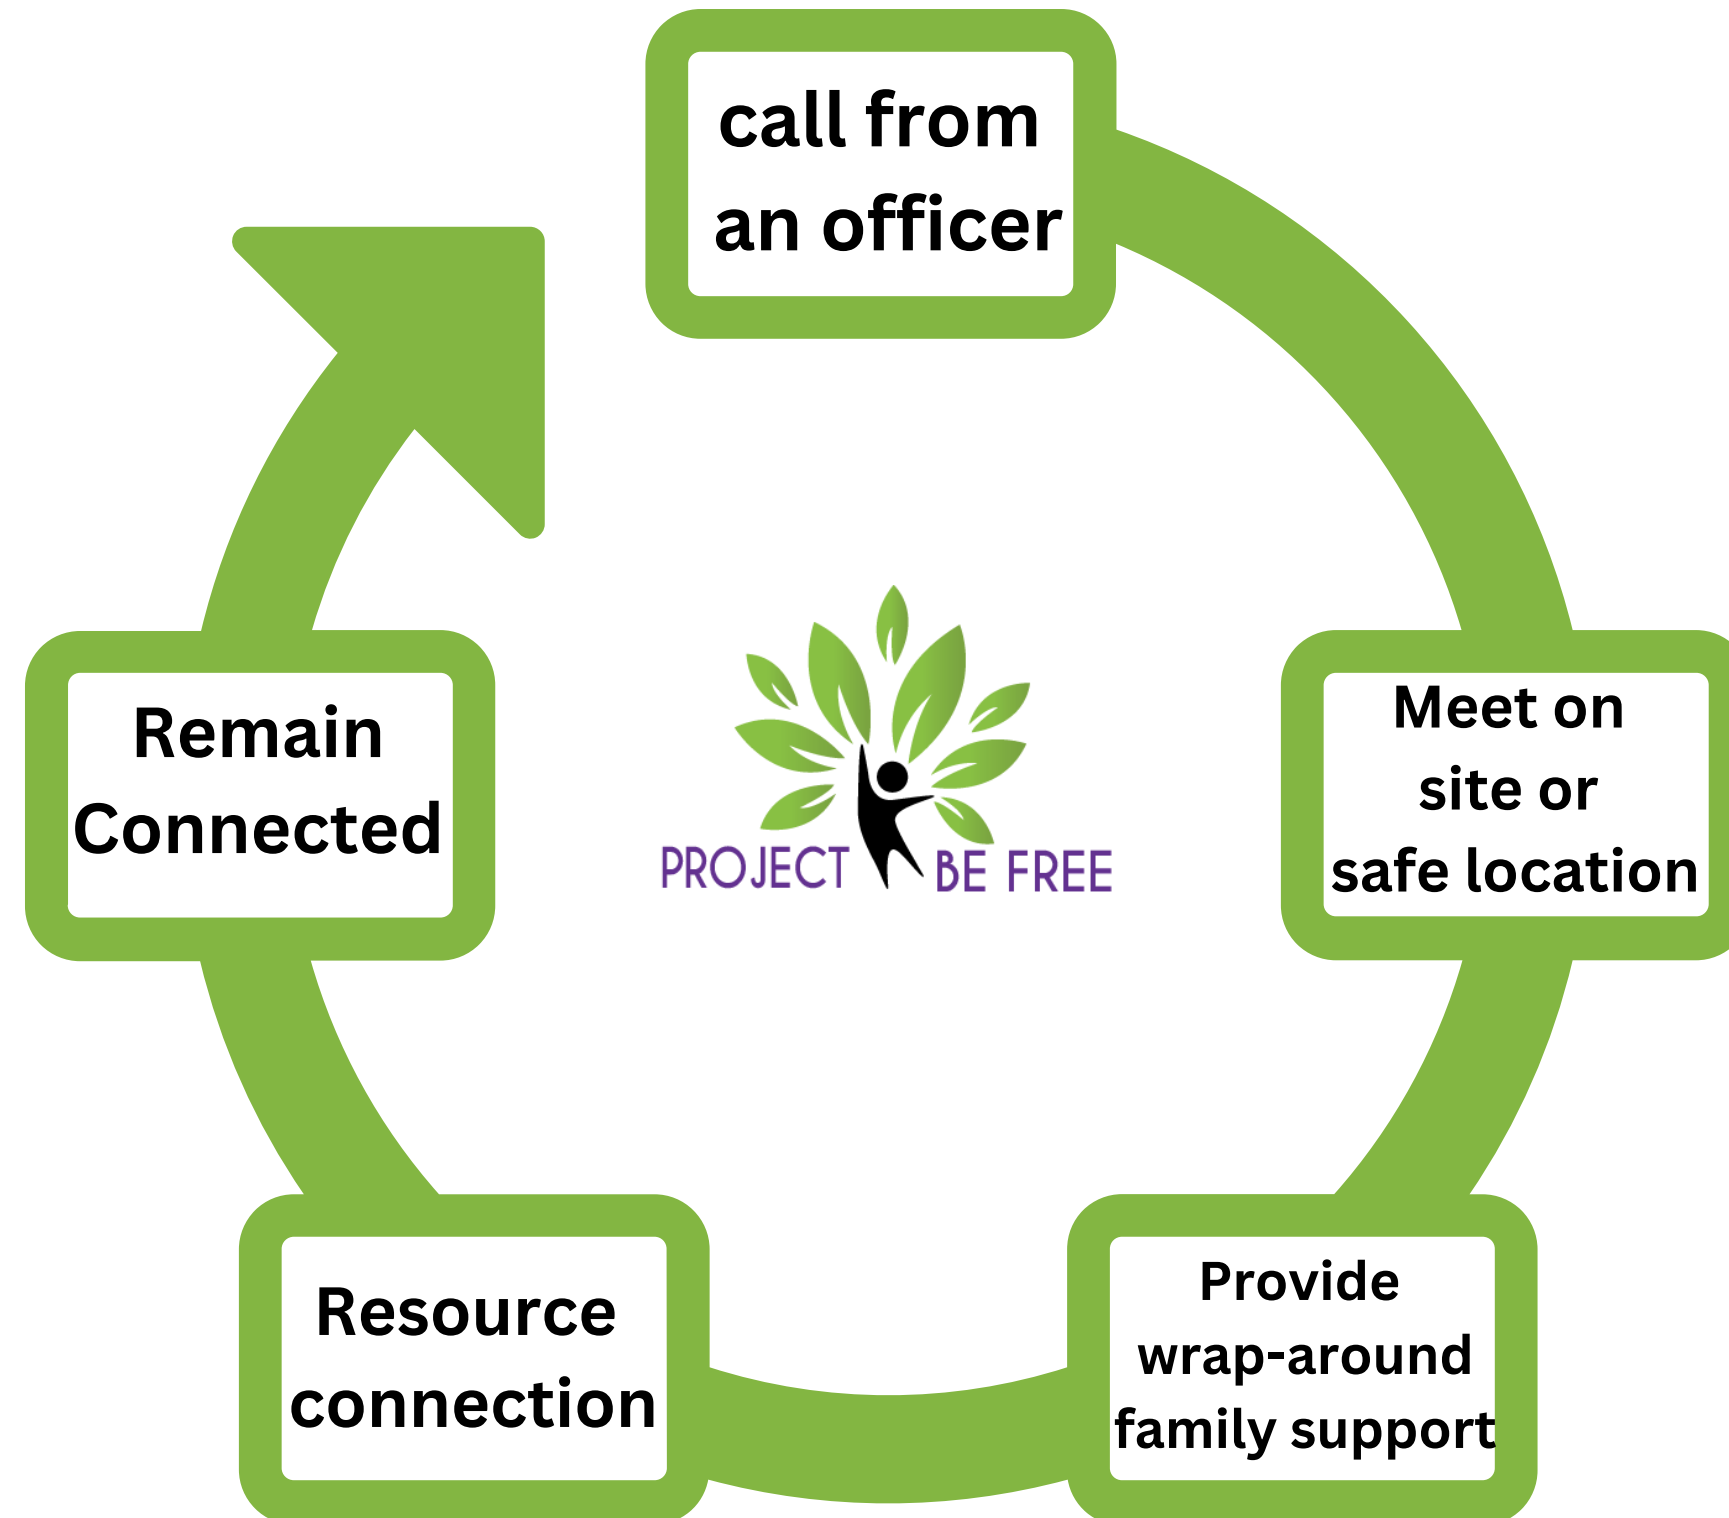 call from
an officer
Meet on
site or
safe location
Provide
wrap-around
family support
Resource
connection
Remain
Connected
PROJECT BE FREE